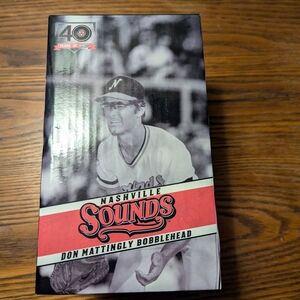 40
N
NASHVILLE
SOUNDS
DON MATTINGLY BOBBLEHEAD